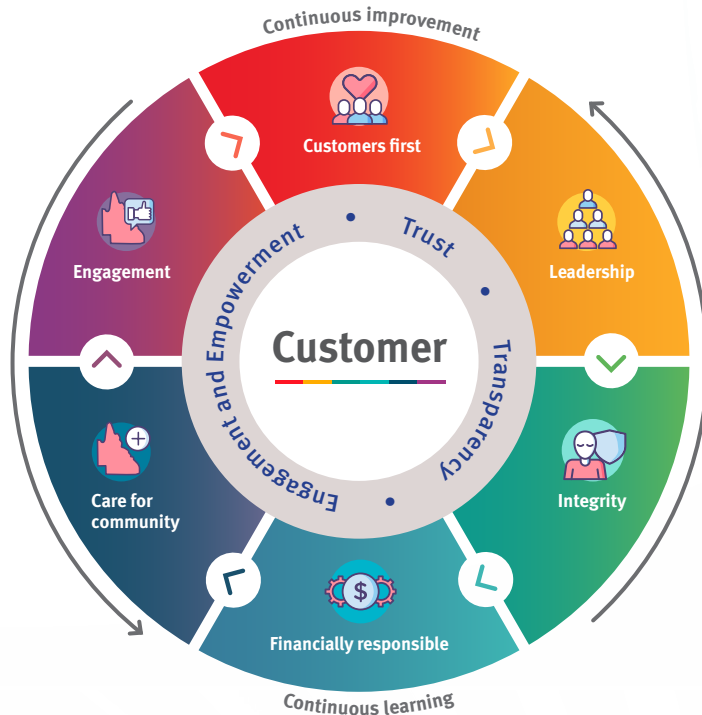 Continuous improvement
Customers first
Leadership
Integrity
Financially responsible
Care for
community
Engagement
Trust
•
Transparency
•
Engagement and Empowerment
•
Customer
$
Continuous learning